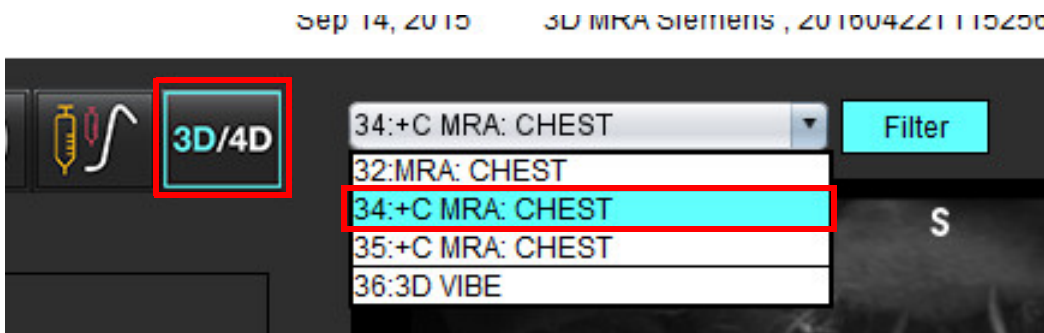 Sep 14, 2015 3D MRA Siemens , 201604221115256
3D/4D
34:+C MRA: CHEST
Filter
32:MRA: CHEST
34:+C MRA: CHEST
35:+C MRA: CHEST
36:3D VIBE
S